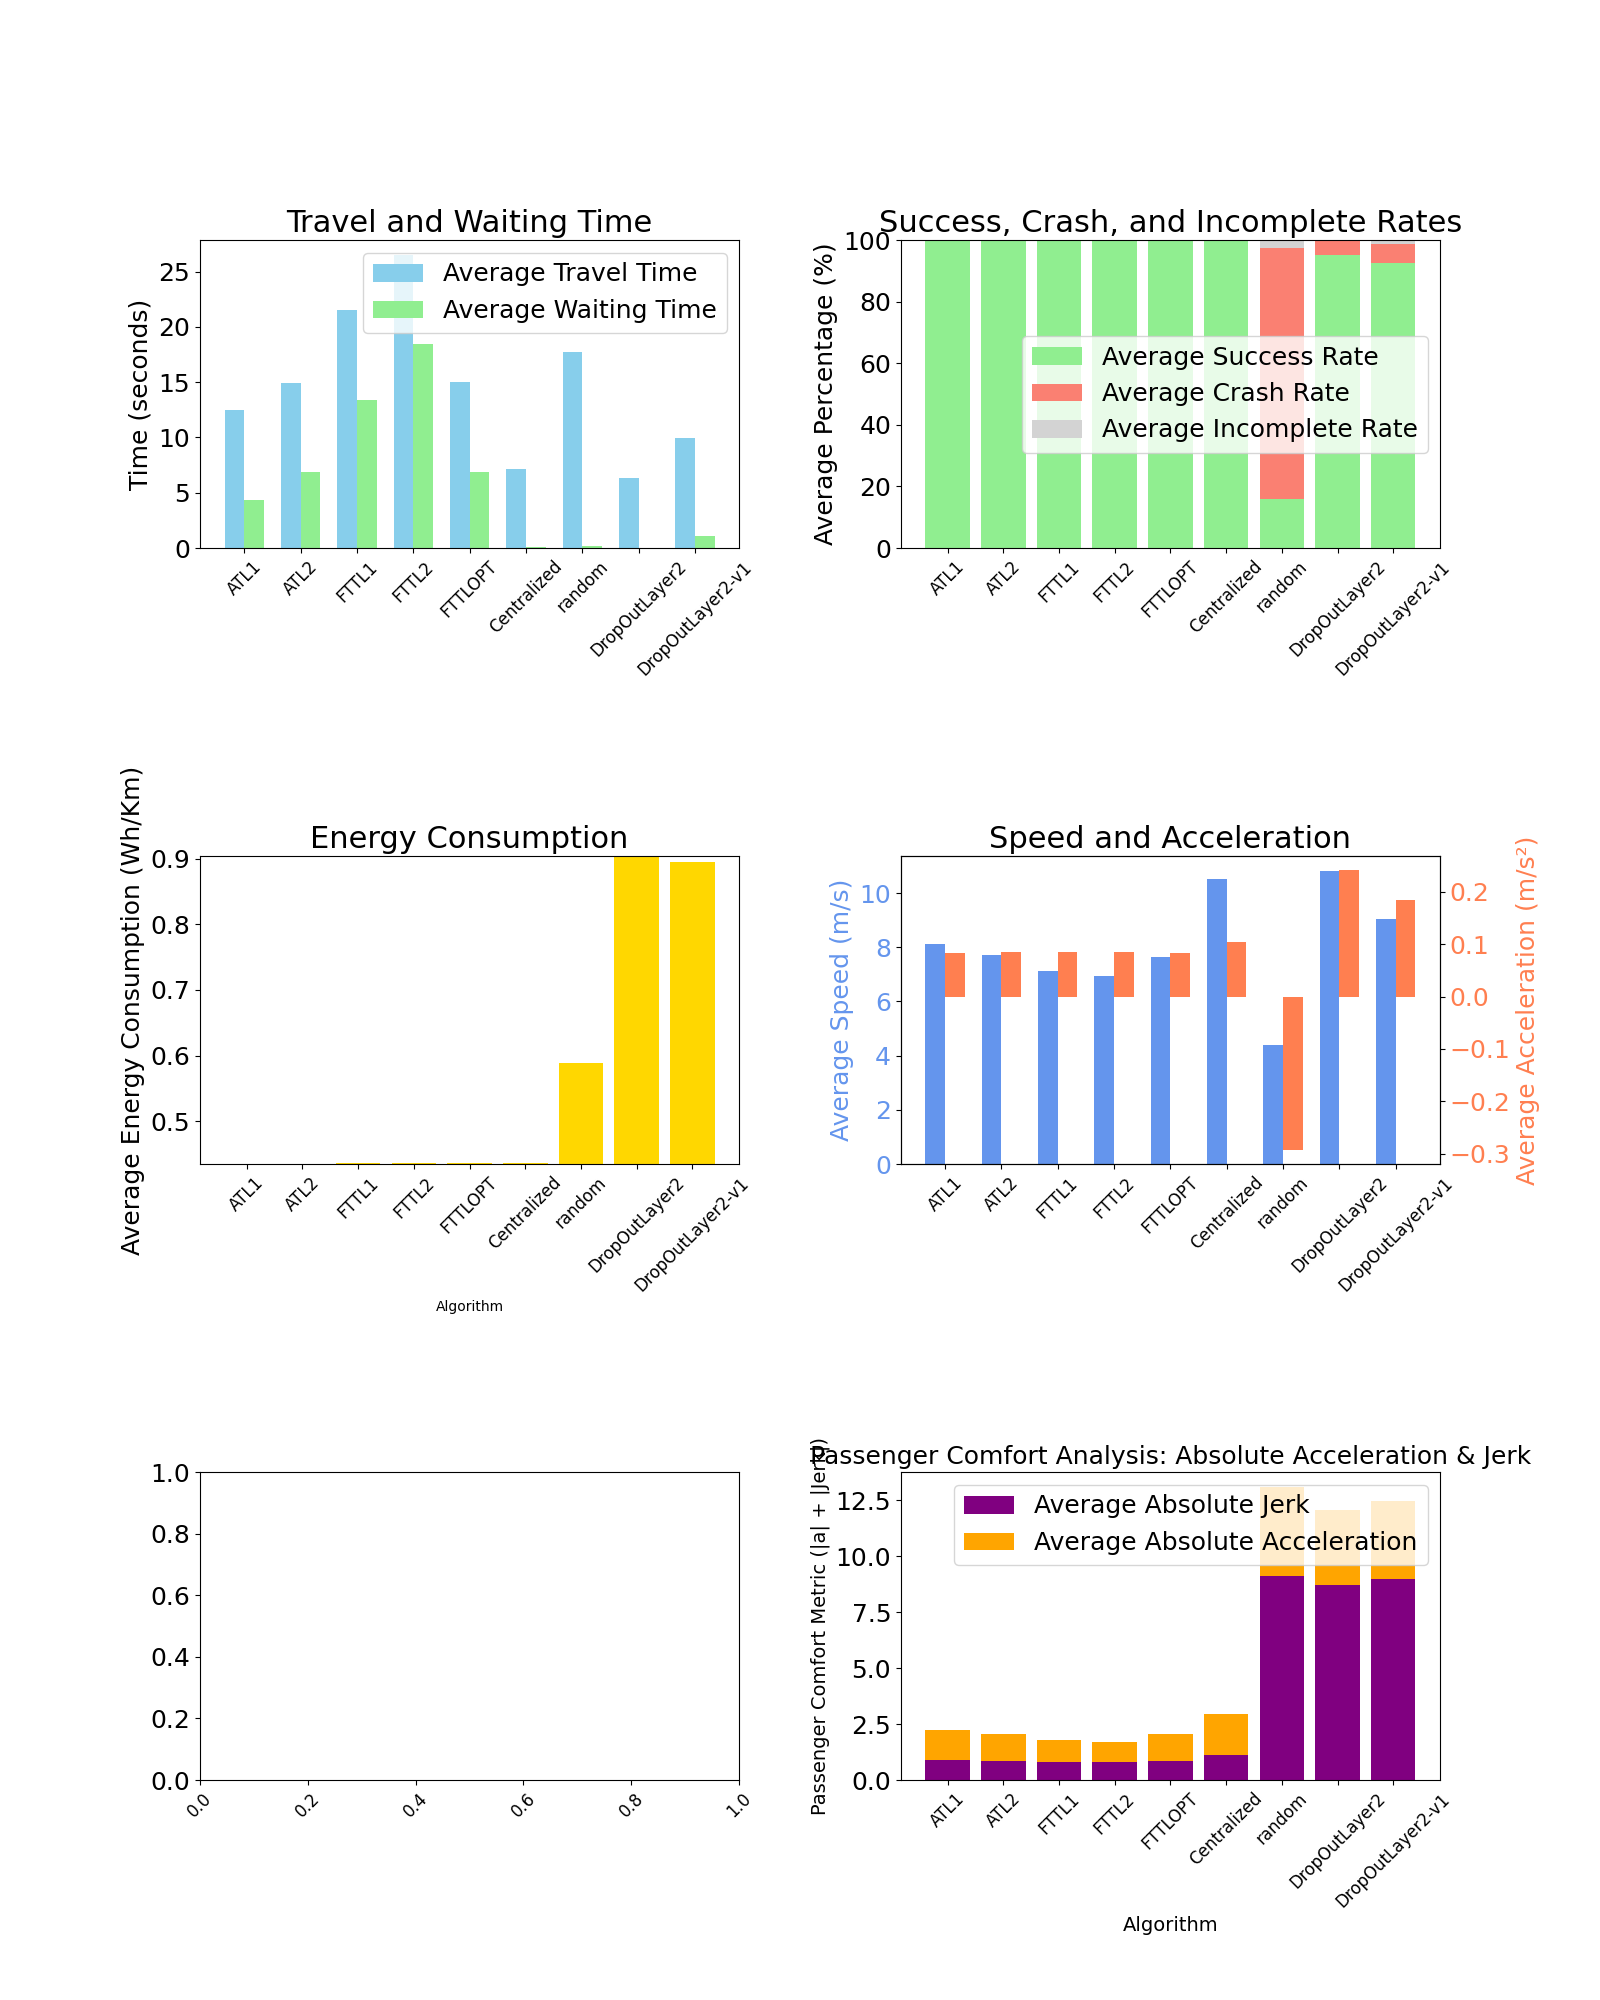 Travel and Waiting Time
Time (seconds)
25
20
15
10
5
0
Average Travel Time
Average Waiting Time
ATL1
ATL2
FTTL1
FTTL2
FTTLOPT
Centralized
random
DropOutLayer2
DropOutLayer2-v1
Success, Crash, and Incomplete Rates
Average Percentage (%)
100
80
60
40
20
0
Average Success Rate
Average Crash Rate
Average Incomplete Rate
ATL1
ATL2
FTTL1
FTTL2
FTTLOPT
Centralized
random
DropOutLayer2
DropOutLayer2-v1
Energy Consumption
Average Energy Consumption (Wh/Km)
0.9
0.8
0.7
0.6
0.5
ATL1
ATL2
FTTL1
FTTL2
FTTLOPT
Centralized
random
DropOutLayer2
DropOutLayer2-v1
Algorithm
Speed and Acceleration
Average Speed (m/s)
10
8
6
4
2
0
0.2
0.1
0.0
−0.1
−0.2
−0.3
Average Acceleration (m/s²)
ATL1
ATL2
FTTL1
FTTL2
FTTLOPT
Centralized
random
DropOutLayer2
DropOutLayer2-v1
1.0
0.8
0.6
0.4
0.2
0.0
0.0
0.2
0.4
0.6
0.8
1.0
Passenger Comfort Analysis: Absolute Acceleration & Jerk
Passenger Comfort Metric (|a| + |Jerk|)
12.5
10.0
7.5
5.0
2.5
0.0
Average Absolute Jerk
Average Absolute Acceleration
ATL1
ATL2
FTTL1
FTTL2
FTTLOPT
Centralized
random
DropOutLayer2
DropOutLayer2-v1
Algorithm